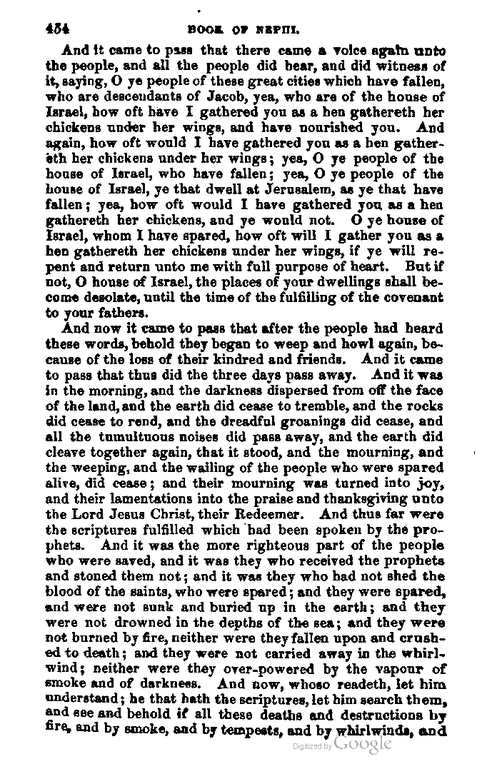 454 BOOK OF NEPHI.
And it came to pass that there came a voice again unto
the people, and all the people did hear, and did witness of
it, saying, O ye people of these great cities which have fallen,
who are descendants of Jacob, yea, who are of the house of
Israel, how oft have I gathered you as a hen gathereth her
chickens under her wings, and have nourished you. And
again, how oft would I have gathered you as a hen gather-
eth her chickens under her wings; yea, O ye people of the
house of Israel, who have fallen; yea, O ye people of the
house of Israel, ye that dwell at Jerusalem, as ye that have
fallen; yea, how oft would I have gathered you as a hen
gathereth her chickens, and ye would not. O ye house of
Israel, whom I have spared, how oft will I gather you as a
hen gathereth her chickens under her wings, if ye will re-
pent and return unto me with full purpose of heart. But if
not, O house of Israel, the places of your dwellings shall be-
come desolate, until the time of the fulfilling of the covenant
to your fathers.
And now it came to pass that after the people had heard
these words, behold they began to weep and howl again, be-
cause of the loss of their kindred and friends. And it came
to pass that thus did the three days pass away. And it was
in the morning, and the darkness dispersed from off the face
of the land, and the earth did cease to tremble, and the rocks
did cease to rend, and the dreadful groanings did cease, and
all the tumultuous noises did pass away, and the earth did
cleave together again, that it stood, and the mourning, and
the weeping, and the wailing of the people who were spared
alive, did cease; and their mourning was turned into joy,
and their lamentations into the praise and thanksgiving unto
the Lord Jesus Christ, their Redeemer. And thus far were
the scriptures fulfilled which had been spoken by the pro-
phets. And it was the more righteous part of the people
who were saved, and it was they who received the prophets
and stoned them not; and it was they who had not shed the
blood of the saints, who were spared; and they were spared,
and were not sunk and buried up in the earth; and they
were not drowned in the depths of the sea; and they were
not burned by fire, neither were they fallen upon and crush-
ed to death; and they were not carried away in the whirl-
wind; neither were they over-powered by the vapour of
smoke and of darkness. And now, whoso readeth, let him
understand; he that hath the scriptures, let him search them,
and see and behold if all these deaths and destructions by
fire, and by smoke, and by tempests, and by whirlwinds, and
Digitized by Google